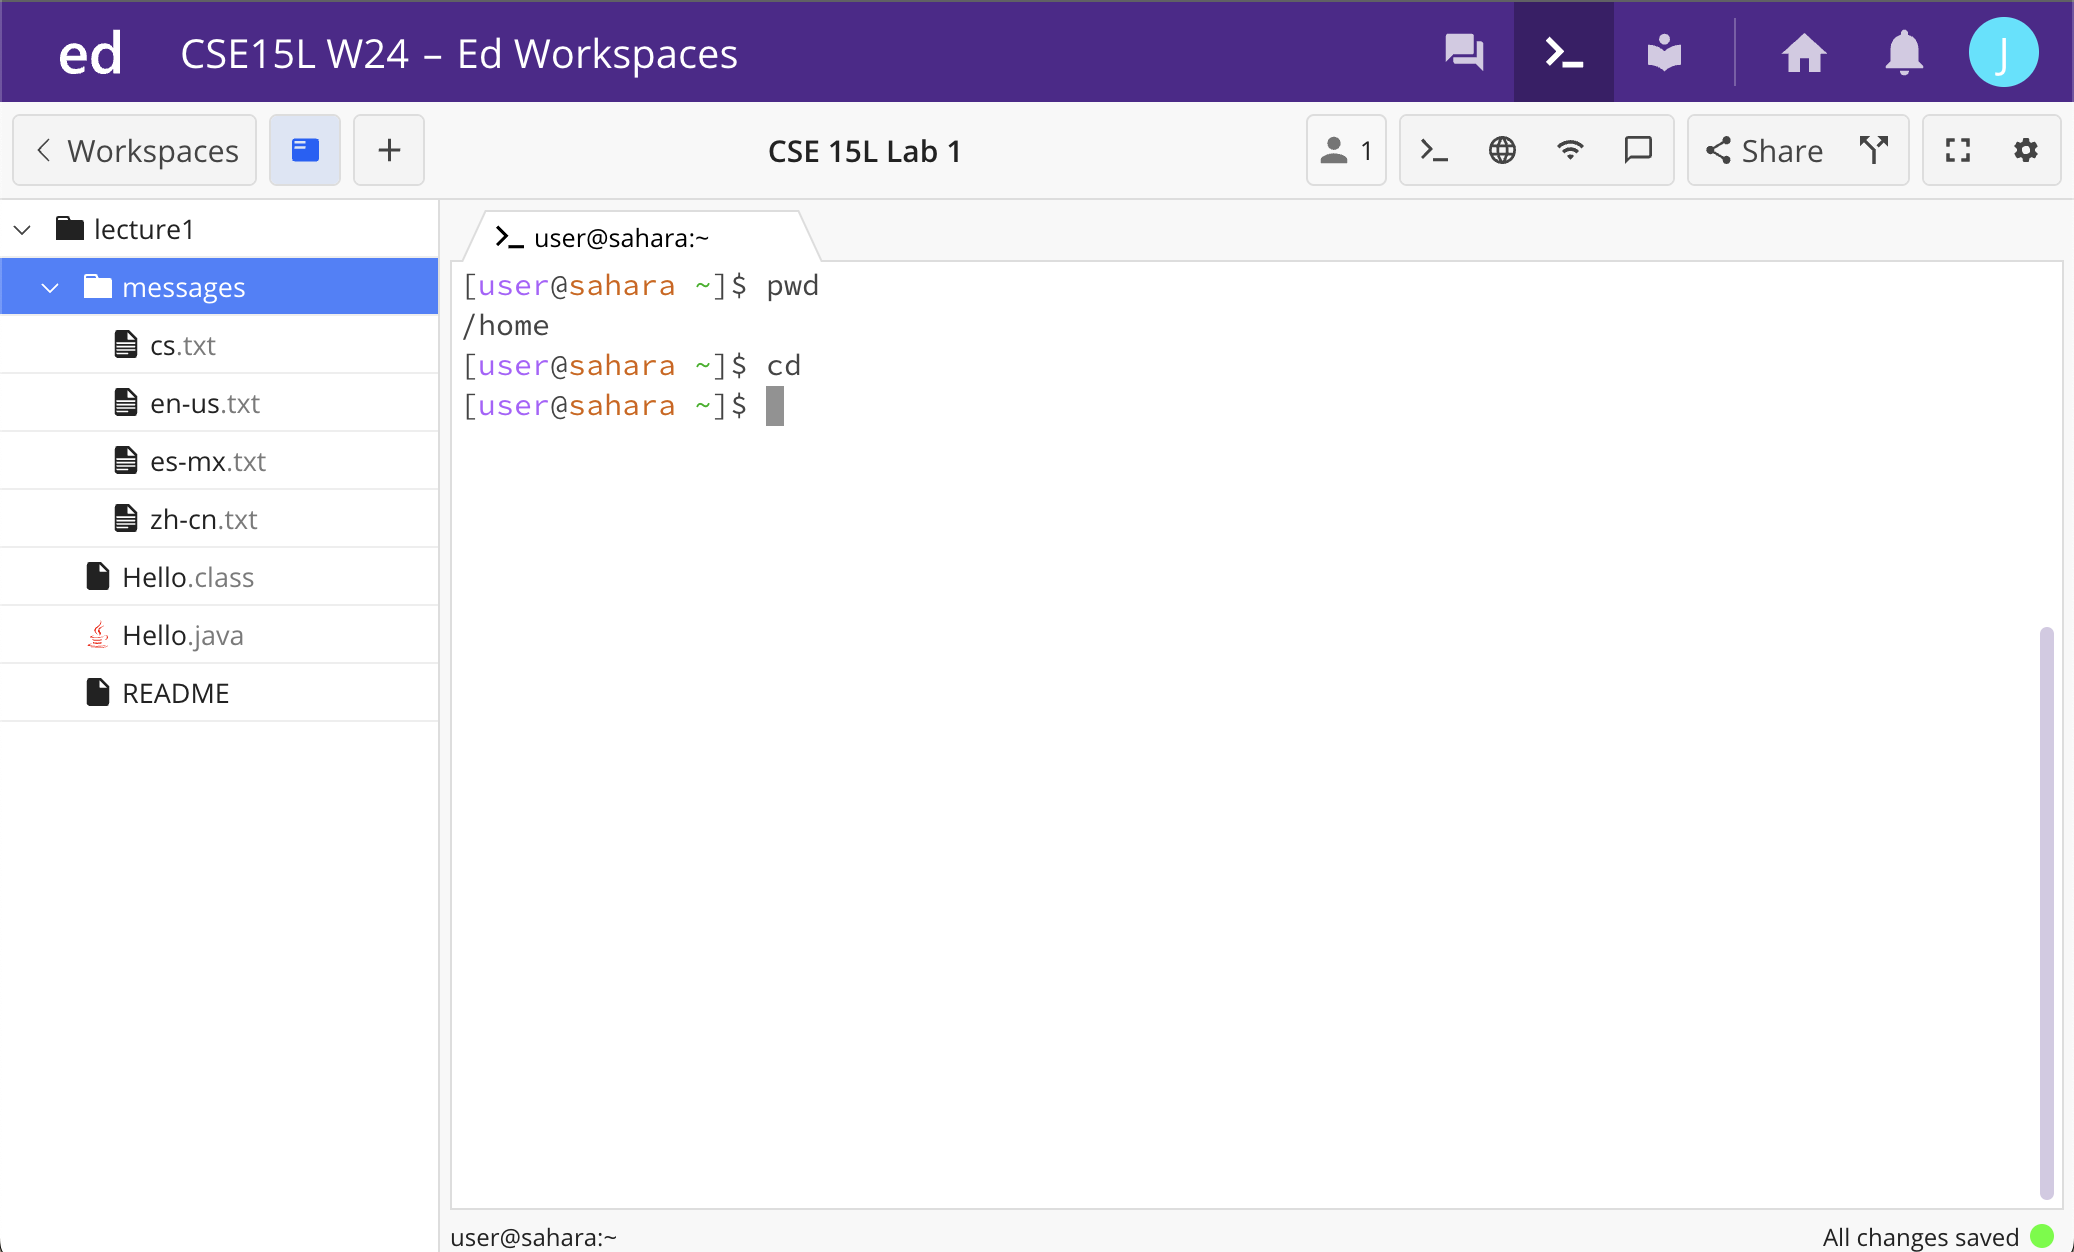 ed CSE15L W24 – Ed Workspaces J
Workspaces CSE 15L Lab 1 1 Share
lecture1
messages
cs.txt
en-us.txt
es-mx.txt
zh-cn.txt
Hello.class
Hello.java
README
user@sahara:~
[user@sahara ~]$ pwd
/home
[user@sahara ~]$ cd
[user@sahara ~]$
user@sahara:~ All changes saved